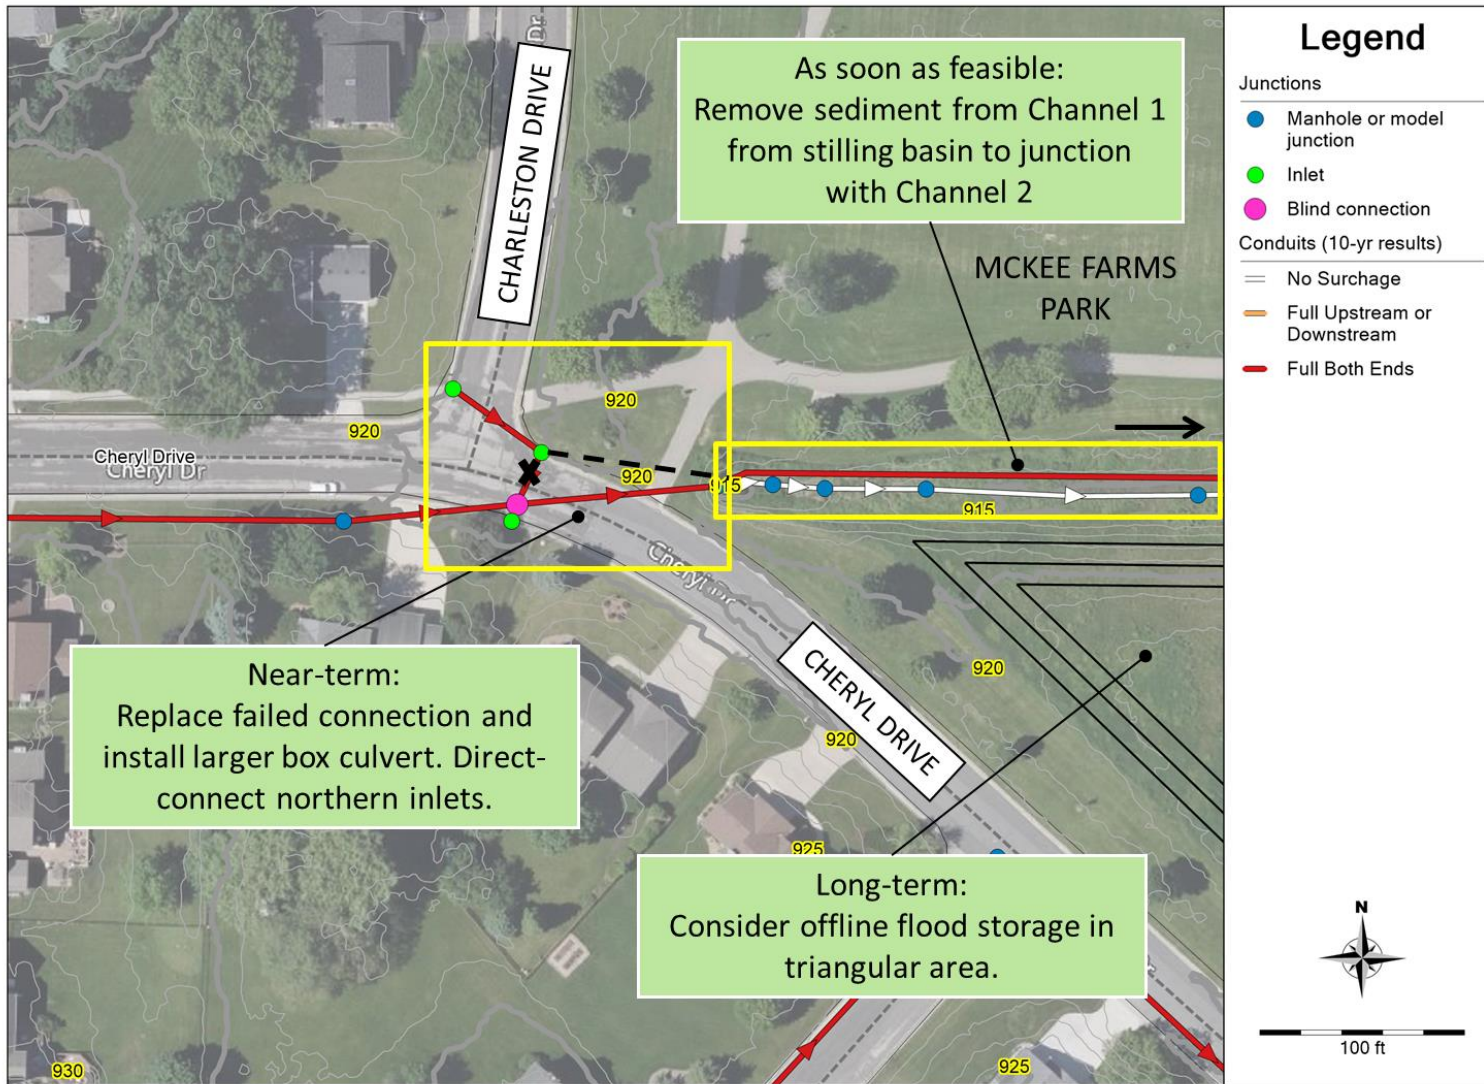 Legend
Junctions
Manhole or model
junction
Inlet
Blind connection
Conduits (10-yr results)
No Surchage
Full Upstream or
Downstream
Full Both Ends
N
100 ft
As soon as feasible:
Remove sediment from Channel 1
from stilling basin to junction
with Channel 2
MCKEE FARMS
PARK
Dr
CHARLESTON DRIVE
920
920
Cheryl Drive
Cheryl Dr
920
915
915
Cheryl Dr
Near-term:
Replace failed connection and
install larger box culvert. Direct-
connect northern inlets.
CHERYL DRIVE
920
920
925
Long-term:
Consider offline flood storage in
triangular area.
930
925